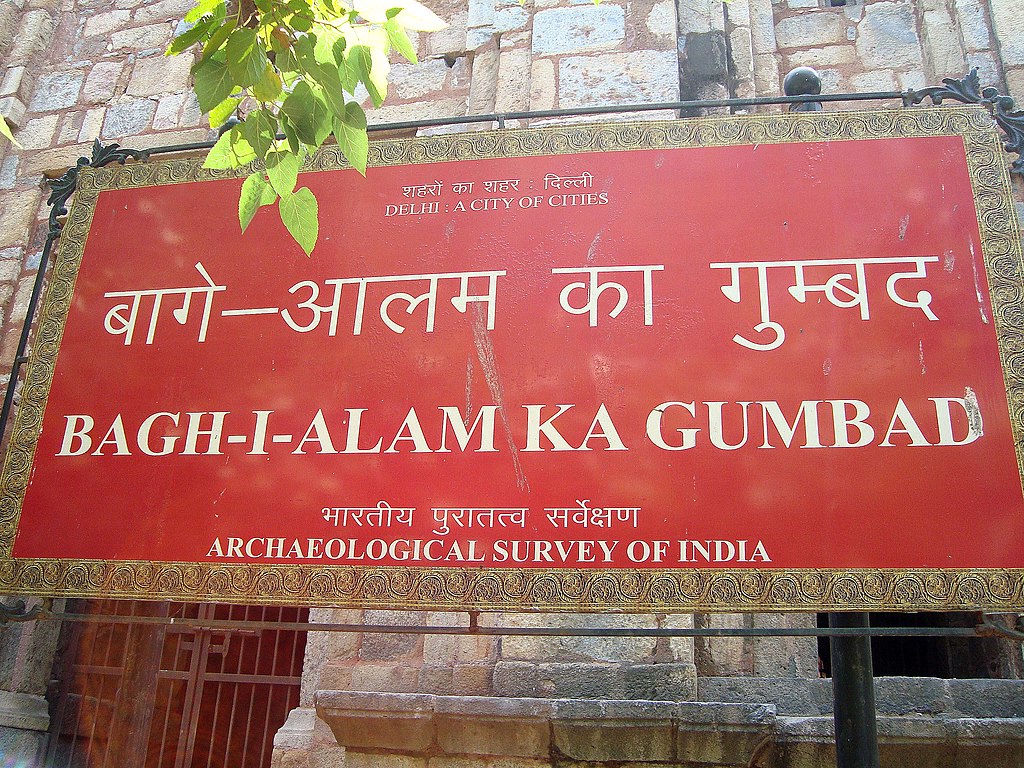 शहरों का शहर : दिल्ली
DELHI : A CITY OF CITIES
बागे–आलम का गुम्बद
BAGH-I-ALAM KA GUMBAD
भारतीय पुरातत्व सर्वेक्षण
ARCHAEOLOGICAL SURVEY OF INDIA